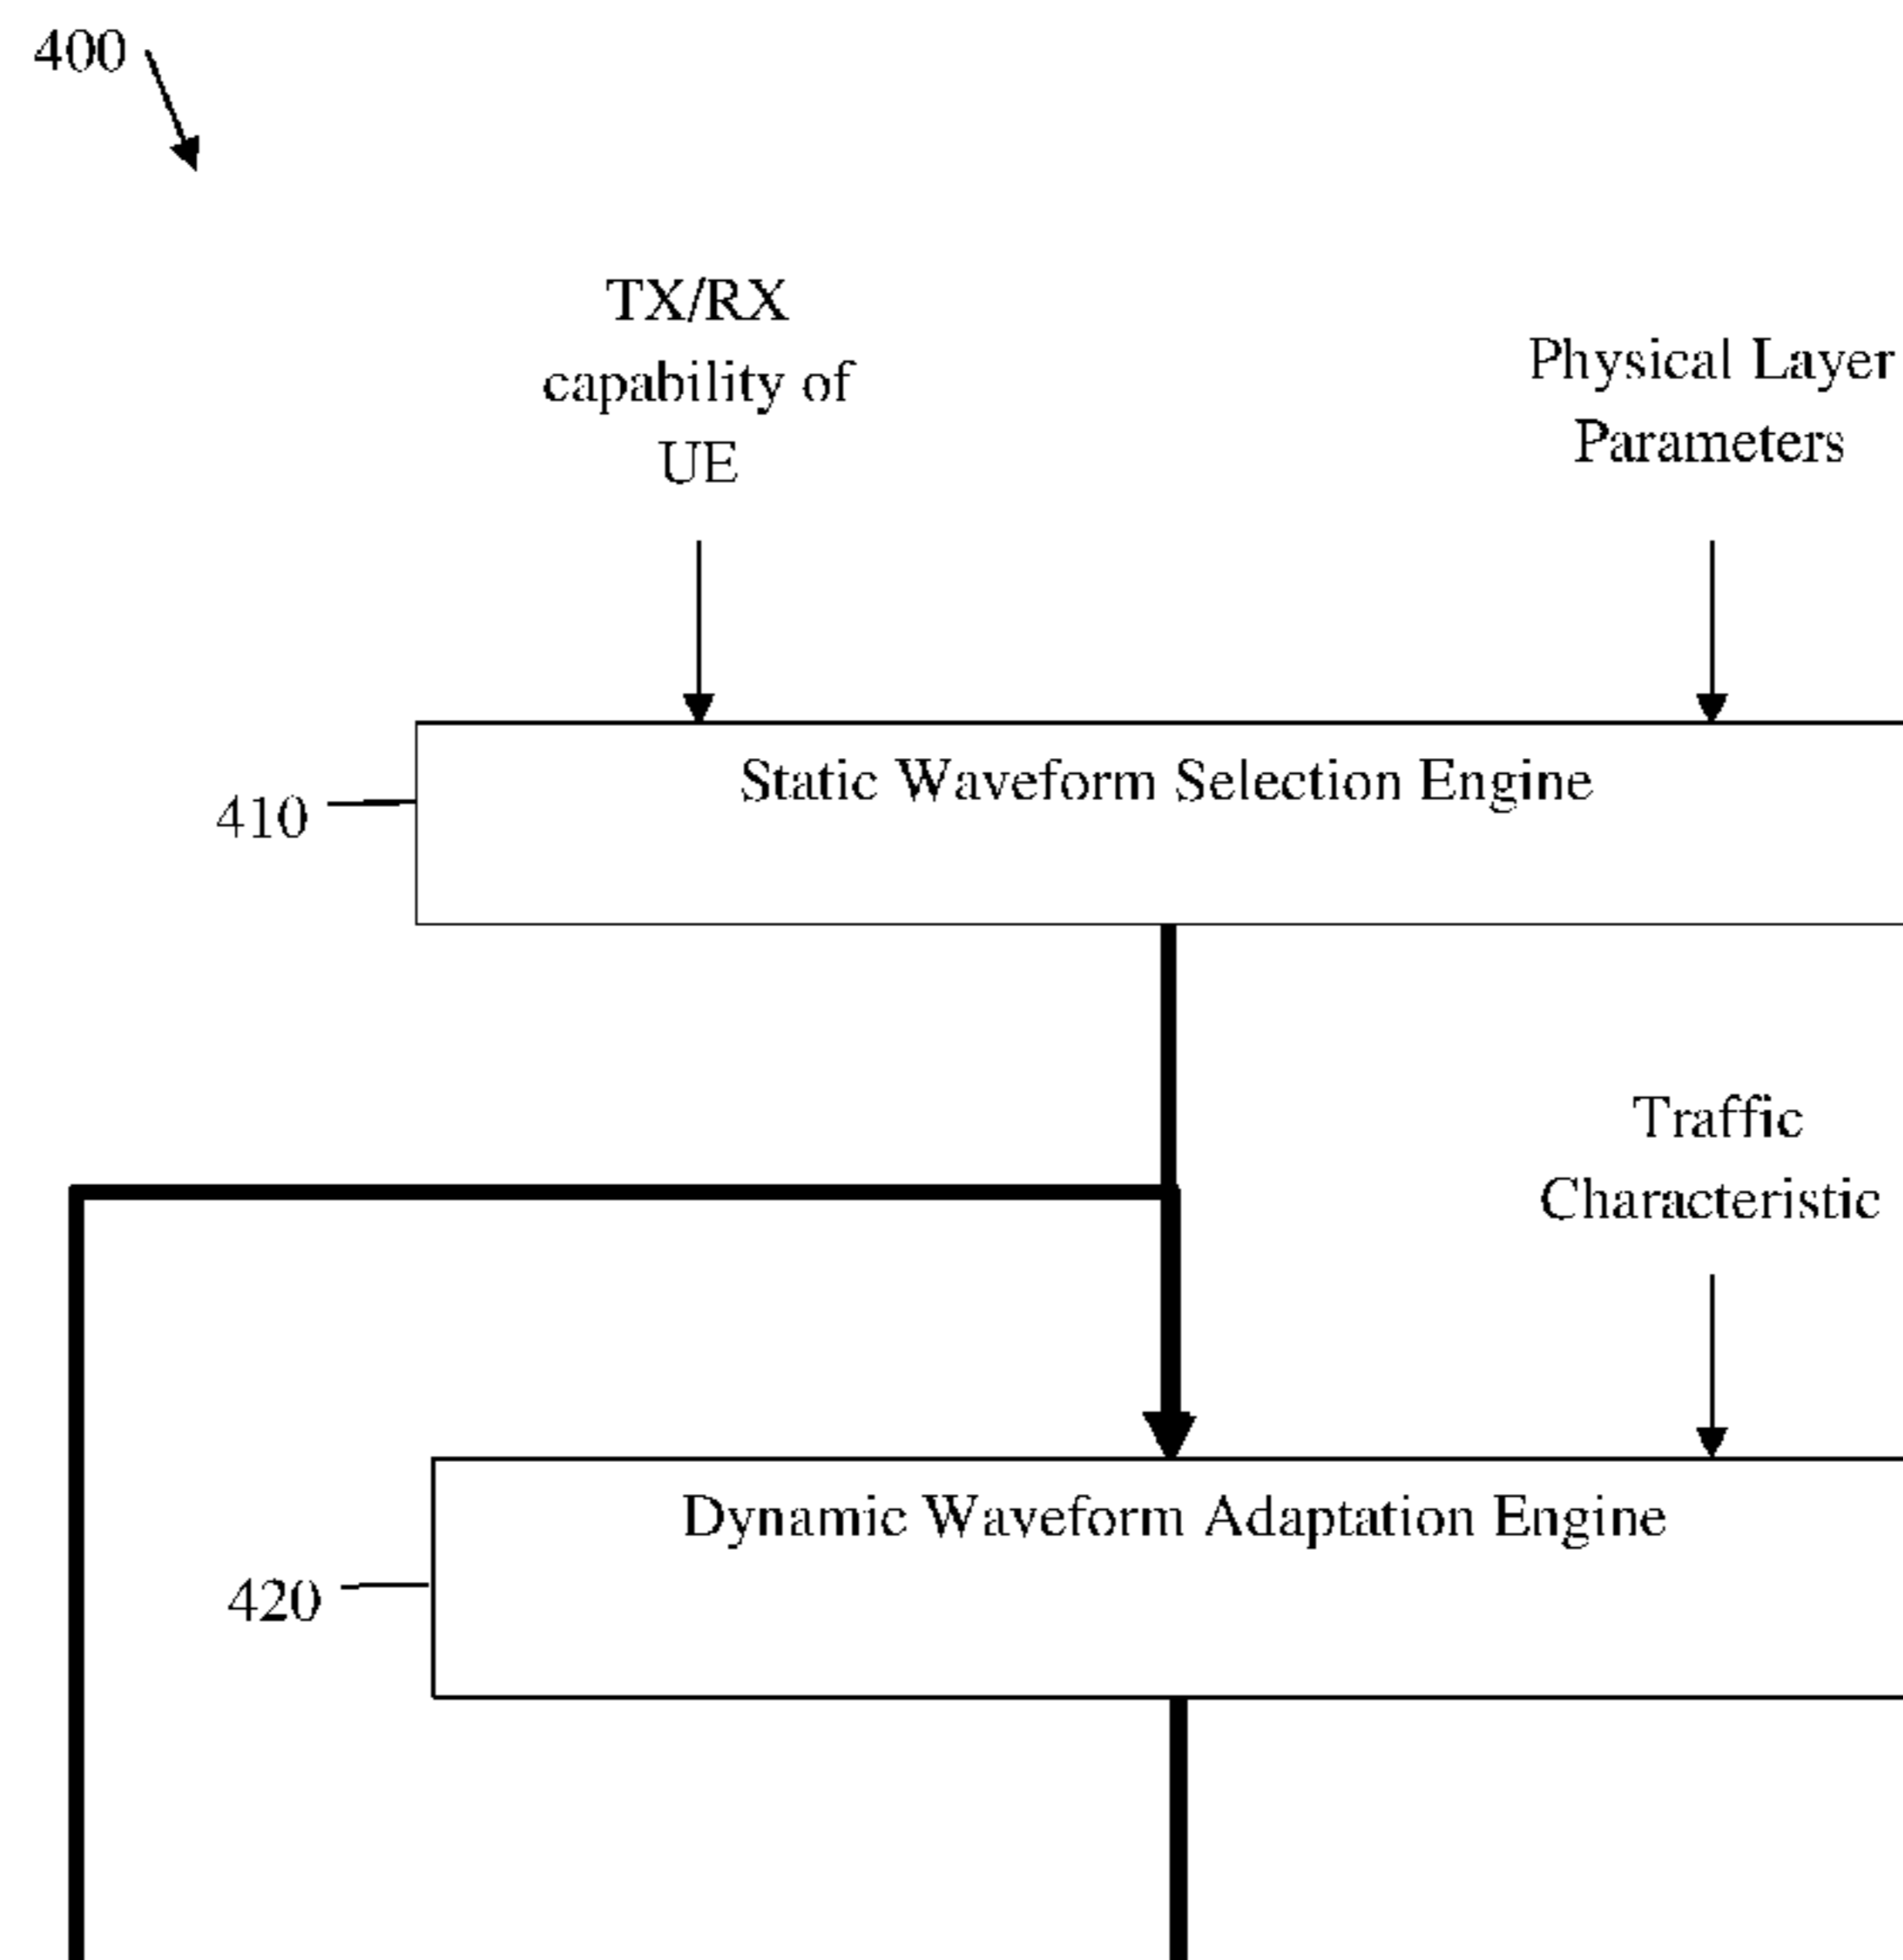 400
TX/RX
capability of
UE
Physical Layer
Parameters
Static Waveform Selection Engine
410
Traffic
Characteristic
Dynamic Waveform Adaptation Engine
420